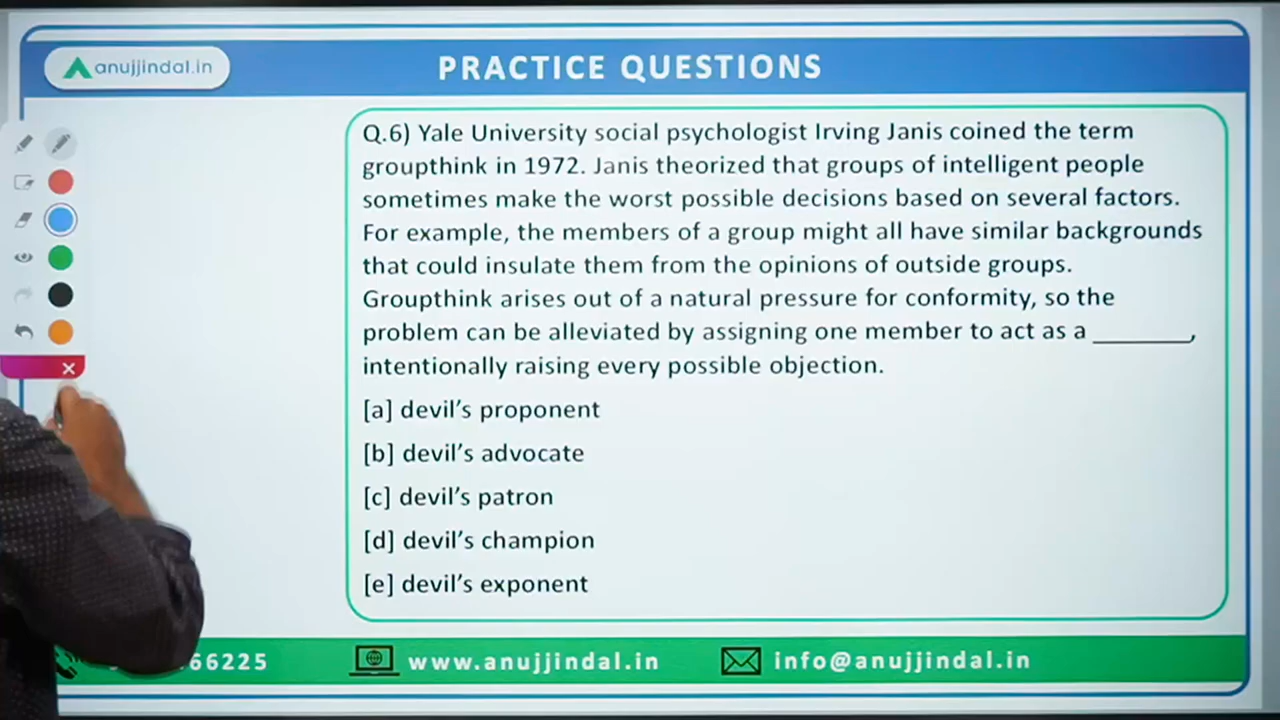 anujjindal.in
PRACTICE QUESTIONS
Q.6) Yale University social psychologist Irving Janis coined the term
groupthink in 1972. Janis theorized that groups of intelligent people
sometimes make the worst possible decisions based on several factors.
For example, the members of a group might all have similar backgrounds
that could insulate them from the opinions of outside groups.
Groupthink arises out of a natural pressure for conformity, so the
problem can be alleviated by assigning one member to act as a ________,
intentionally raising every possible objection.
[a] devil’s proponent
[b] devil’s advocate
[c] devil’s patron
[d] devil’s champion
[e] devil’s exponent
66225
www.anujjindal.in
info@anujjindal.in